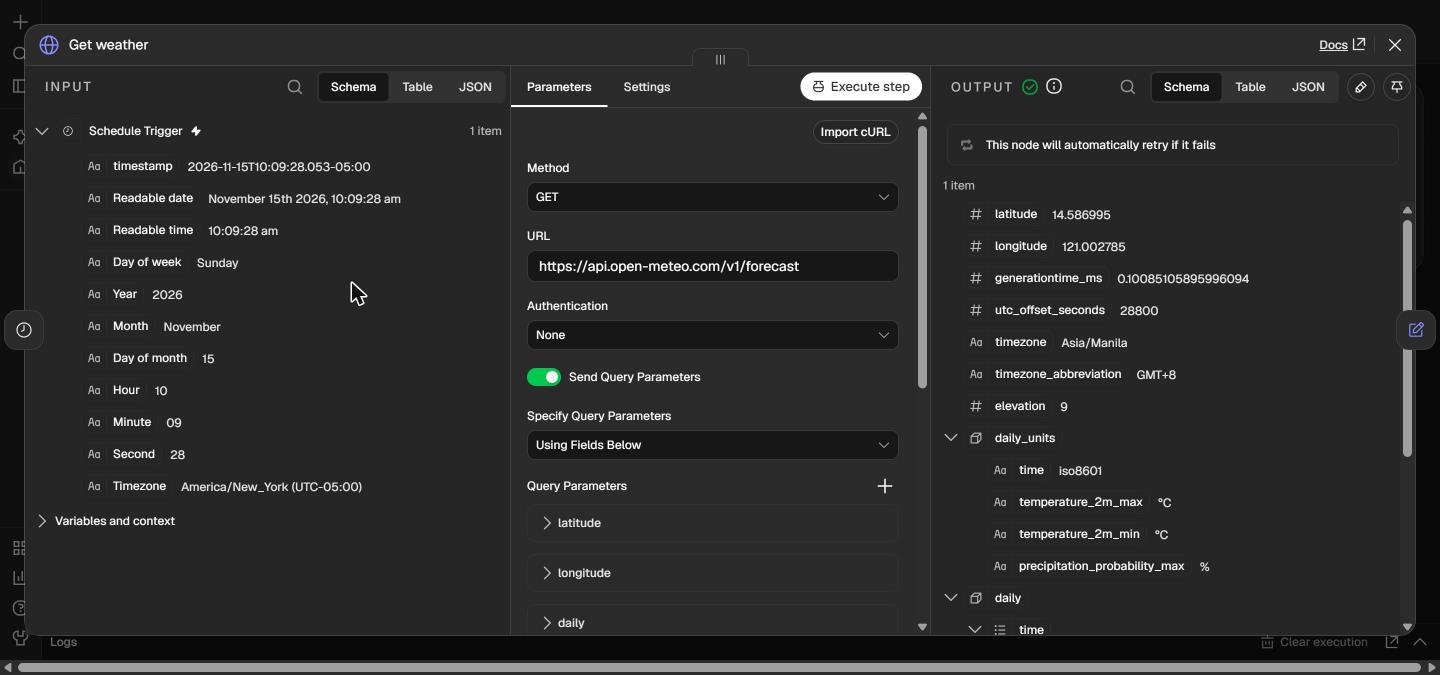 Get weather
Docs
INPUT
Schema
Table
JSON
Schedule Trigger
1 item
timestamp 2026-11-15T10:09:28.053-05:00
Readable date November 15th 2026, 10:09:28 am
Readable time 10:09:28 am
Day of week Sunday
Year 2026
Month November
Day of month 15
Hour 10
Minute 09
Second 28
Timezone America/New_York (UTC-05:00)
Variables and context
Parameters
Settings
Execute step
Import cURL
Method
GET
URL
https://api.open-meteo.com/v1/forecast
Authentication
None
Send Query Parameters
Specify Query Parameters
Using Fields Below
Query Parameters
latitude
longitude
daily
OUTPUT
Schema
Table
JSON
This node will automatically retry if it fails
1 item
# latitude 14.586995
# longitude 121.002785
# generationtime_ms 0.10085105895996094
# utc_offset_seconds 28800
Aa timezone Asia/Manila
Aa timezone_abbreviation GMT+8
# elevation 9
daily_units
Aa time iso8601
Aa temperature_2m_max °C
Aa temperature_2m_min °C
Aa precipitation_probability_max %
daily
time
Logs
Clear execution